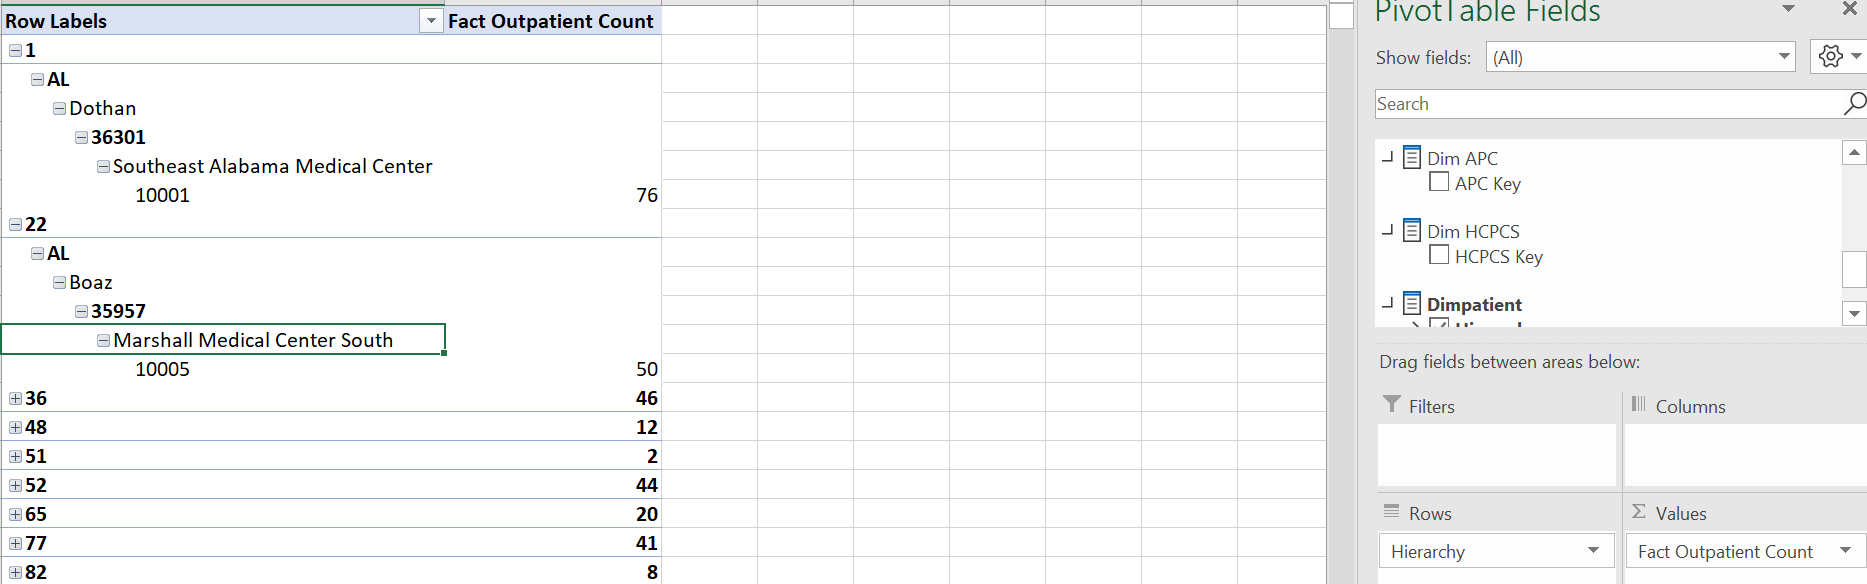 Row Labels Fact Outpatient Count
1
AL
Dothan
36301
Southeast Alabama Medical Center
10001 76
22
AL
Boaz
35957
Marshall Medical Center South
10005 50
36 46
48 12
51 2
52 44
65 20
77 41
82 8
PivotTable Fields
Show fields: (All)
Search
Dim APC
APC Key
Dim HCPCS
HCPCS Key
Dimpatient
Drag fields between areas below:
Filters
Columns
Rows
Values
Hierarchy
Fact Outpatient Count